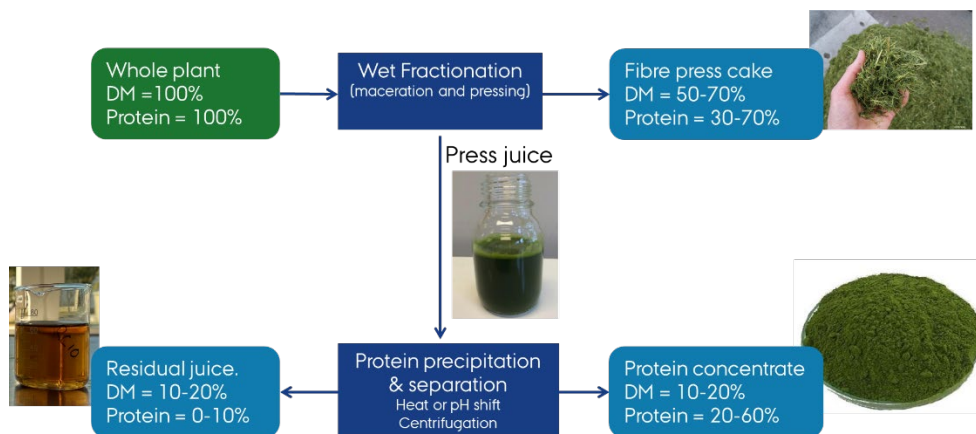 Whole plant
DM =100%
Protein = 100%
Wet Fractionation
(maceration and pressing)
Fibre press cake
DM = 50-70%
Protein = 30-70%
Press juice
Residual juice.
DM = 10-20%
Protein = 0-10%
Protein precipitation
& separation
Heat or pH shift
Centrifugation
Protein concentrate
DM = 10-20%
Protein = 20-60%